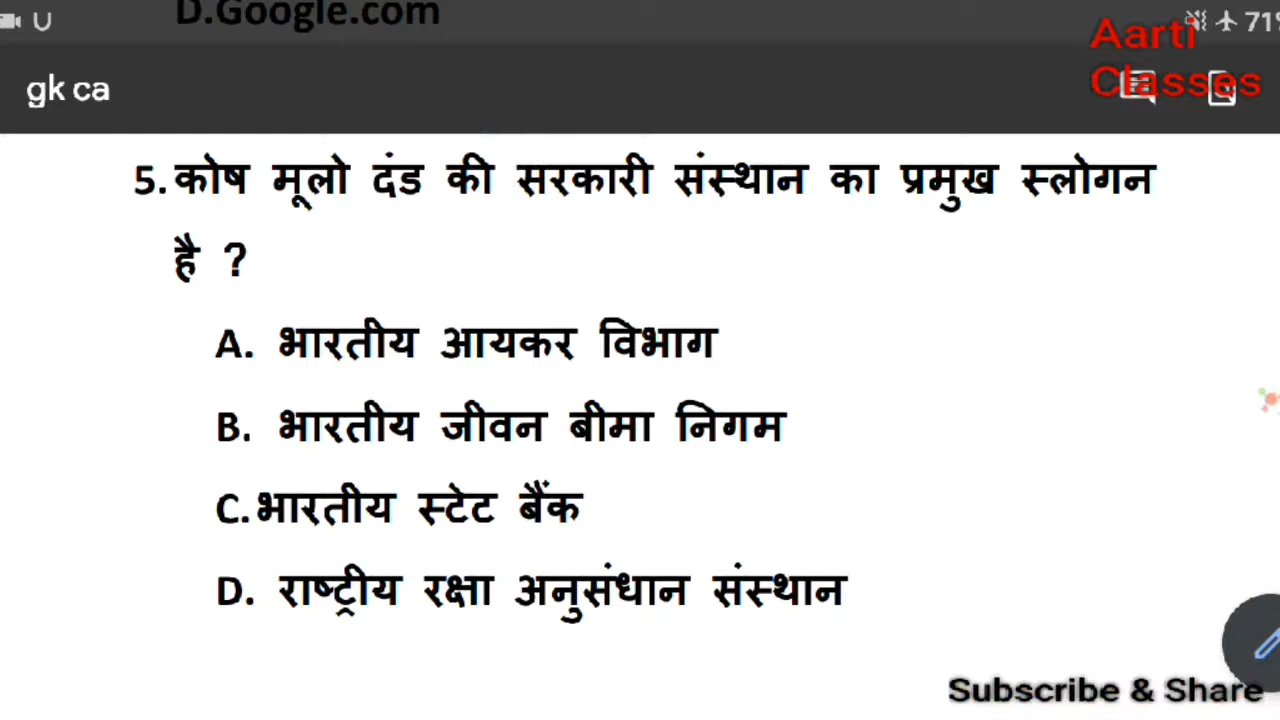 D.Google.com
71%
Aarti
Classes
gk ca
5. कोष मूलो दंड की सरकारी संस्थान का प्रमुख स्लोगन
है ?
A. भारतीय आयकर विभाग
B. भारतीय जीवन बीमा निगम
C. भारतीय स्टेट बैंक
D. राष्ट्रीय रक्षा अनुसंधान संस्थान
Subscribe & Share